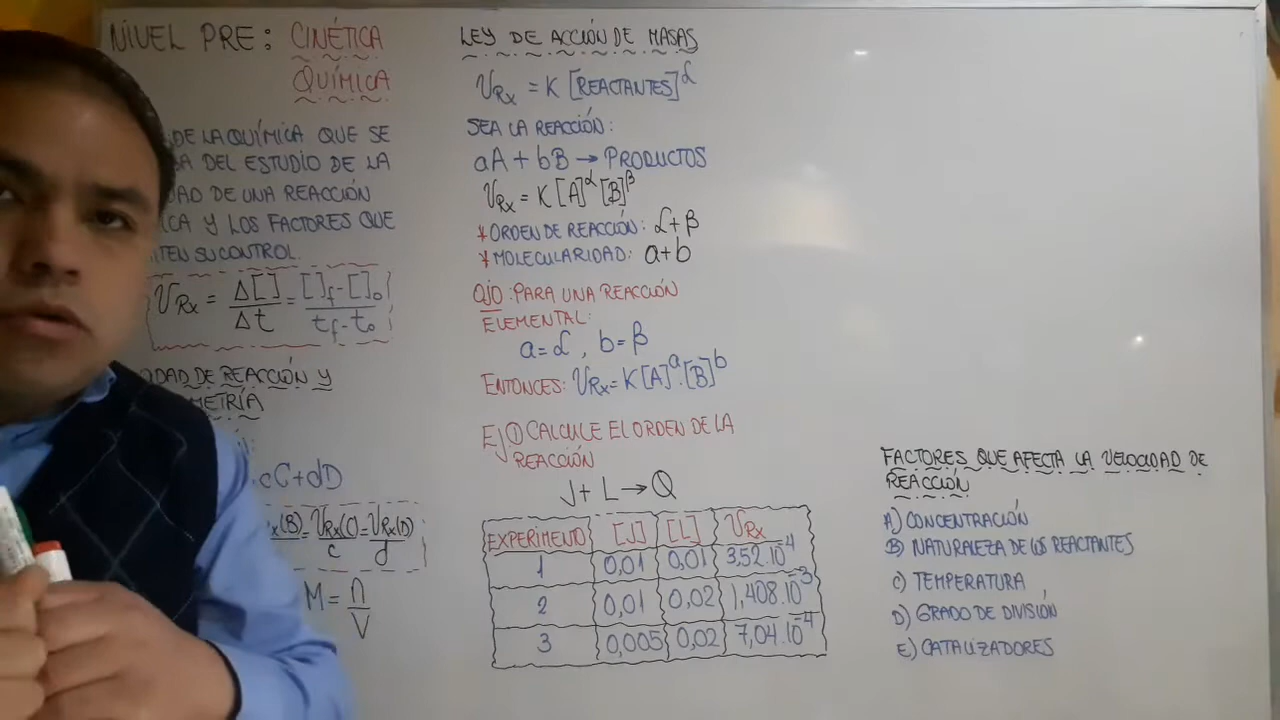 NIVEL PRE: CINÉTICA
QUÍMICA
DE LA QUÍMICA QUE SE
DEL ESTUDIO DE LA
DE UNA REACCIÓN
Y LOS FACTORES QUE
SU CONTROL.
VRx = Δ[ ]/Δt = [ ]f - [ ]o / tf - to
DE REACCIÓN Y
cC + dD
x(B) = VRx(C)/c = VRx(D)/d
M = n/V
LEY DE ACCIÓN DE MASAS
VRx = K [REACTANTES]^α
SEA LA REACCIÓN:
aA + bB → PRODUCTOS
VRx = K [A]^α [B]^β
* ORDEN DE REACCIÓN: α + β
* MOLECULARIDAD: a + b
OJO: PARA UNA REACCIÓN
ELEMENTAL:
a = α , b = β
ENTONCES: VRx = K [A]^a . [B]^b
Ej ① CALCULE EL ORDEN DE LA
REACCIÓN
J + L → Q
EXPERIMENTO [J] [L] VRx
1 0,01 0,01 3,52.10^-4
2 0,01 0,02 1,408.10^-3
3 0,005 0,02 7,04.10^-4
FACTORES QUE AFECTA LA VELOCIDAD DE
REACCIÓN
A) CONCENTRACIÓN
B) NATURALEZA DE LOS REACTANTES
C) TEMPERATURA
D) GRADO DE DIVISIÓN
E) CATALIZADORES